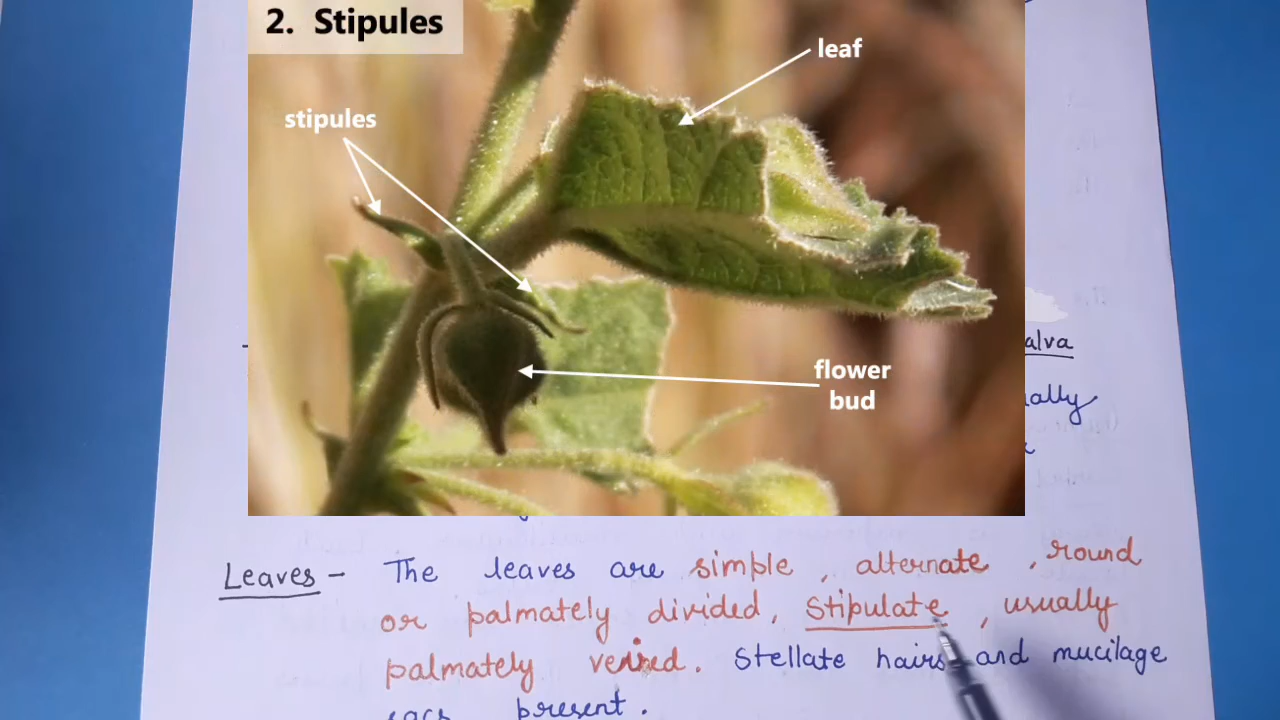 2. Stipules
leaf
stipules
flower
bud
alva
ally
Leaves - The leaves are simple, alternate, round
or palmately divided, Stipulate, usually
palmately veined. Stellate hairs and mucilage
sacs present.